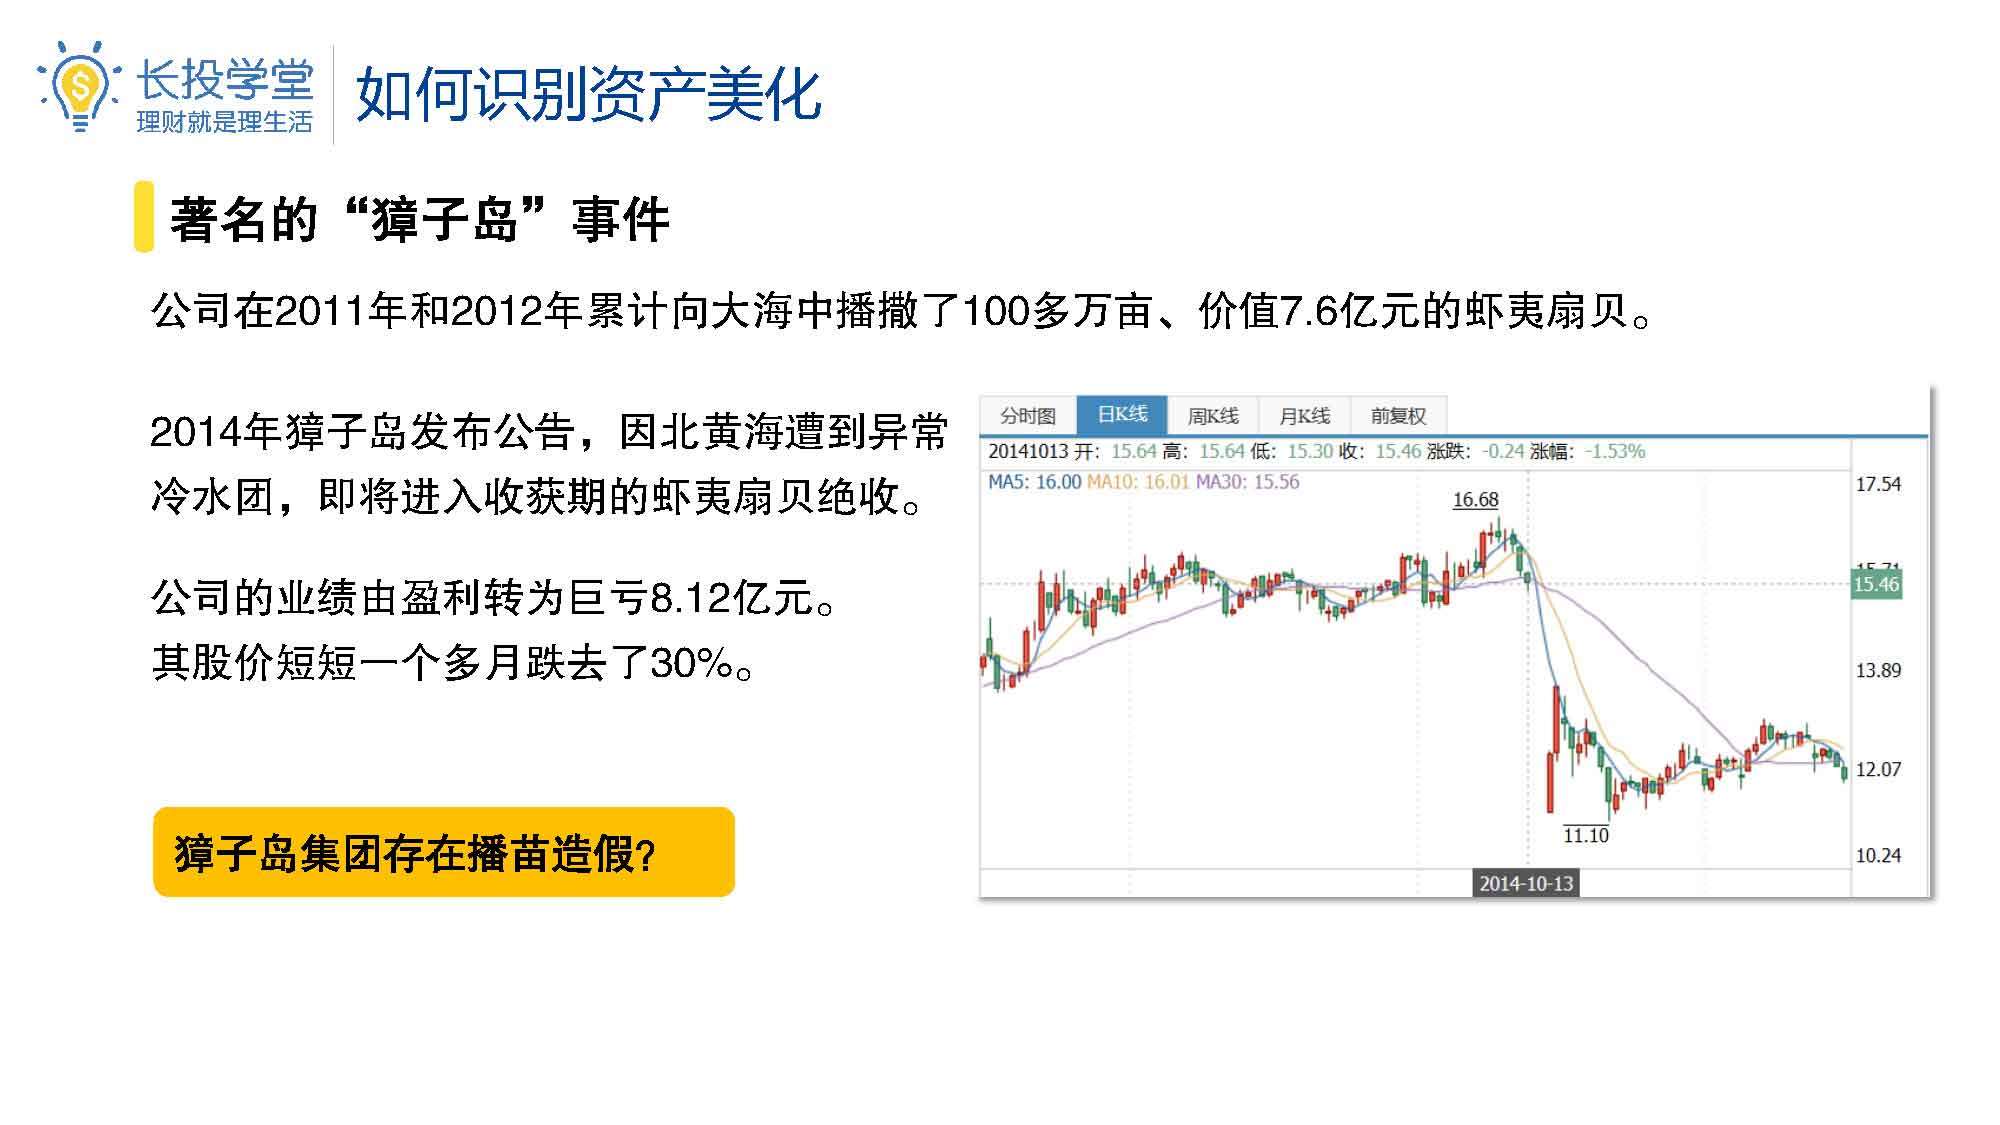 长投学堂
理财就是理生活
如何识别资产美化
著名的“獐子岛”事件
公司在2011年和2012年累计向大海中播撒了100多万亩、价值7.6亿元的虾夷扇贝。
2014年獐子岛发布公告，因北黄海遭到异常
冷水团，即将进入收获期的虾夷扇贝绝收。
公司的业绩由盈利转为巨亏8.12亿元。
其股价短短一个多月跌去了30%。
獐子岛集团存在播苗造假?
分时图 日K线 周K线 月K线 前复权
20141013 开: 15.64 高: 15.64 低: 15.30 收: 15.46 涨跌: -0.24 涨幅: -1.53%
MA5: 16.00 MA10: 16.01 MA30: 15.56
16.68
17.54
15.71
15.46
13.89
12.07
11.10
10.24
2014-10-13